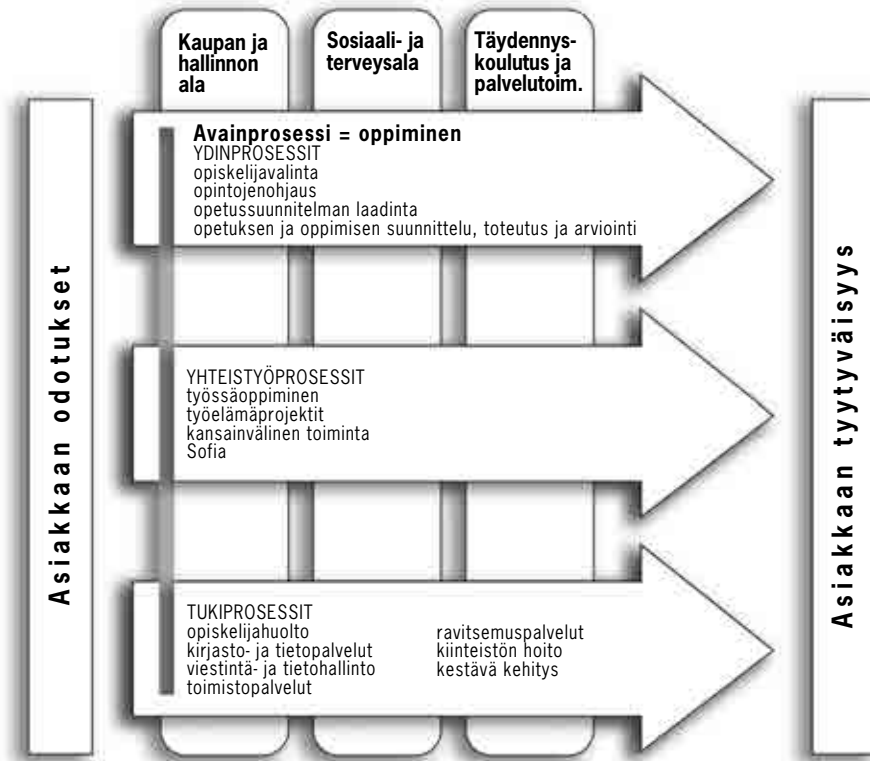 Kaupan ja
hallinnon
ala
Sosiaali- ja
terveysala
Täydennys-
koulutus ja
palvelutoim.
Asiakkaan odotukset
Avainprosessi = oppiminen
YDINPROSESSIT
opiskelijavalinta
opintojenohjaus
opetussuunnitelman laadinta
opetuksen ja oppimisen suunnittelu, toteutus ja arviointi
YHTEISTYÖPROSESSIT
työssäoppiminen
työelämäprojektit
kansainvälinen toiminta
Sofia
TUKIPROSESSIT
opiskelijahuolto
kirjasto- ja tietopalvelut
viestintä- ja tietohallinto
toimistopalvelut
ravitsemuspalvelut
kiinteistön hoito
kestävä kehitys
Asiakkaan tyytyväisyys